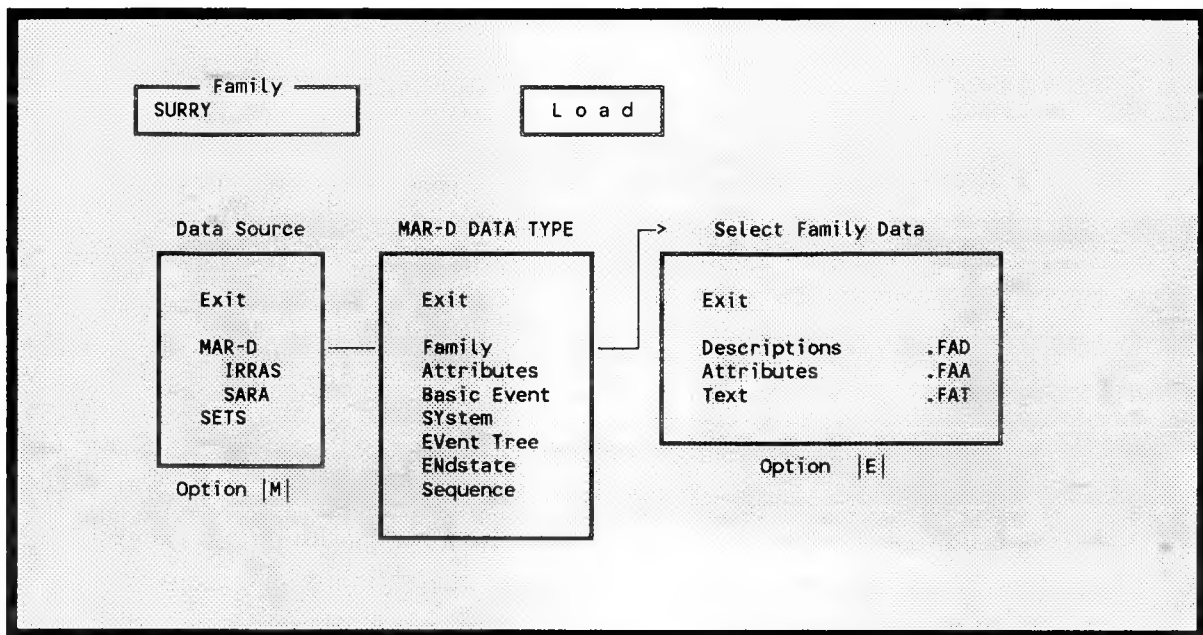 Family
SURRY
L o a d
Data Source
Exit
MAR-D
IRRAS
SARA
SETS
Option |M|
MAR-D DATA TYPE
Exit
Family
Attributes
Basic Event
SYstem
EVent Tree
ENdstate
Sequence
Select Family Data
Exit
Descriptions .FAD
Attributes .FAA
Text .FAT
Option |E|